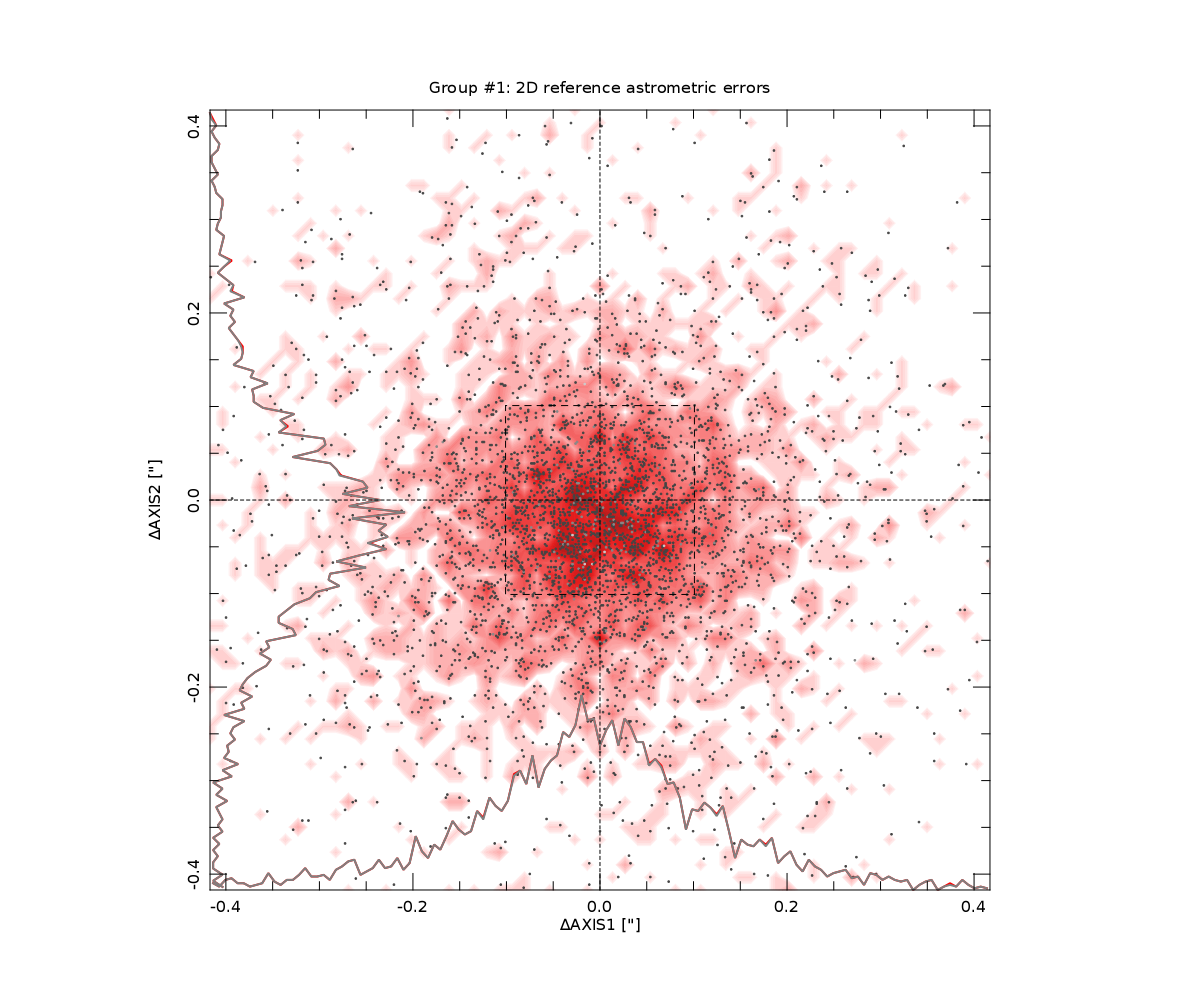 Group #1: 2D reference astrometric errors
0.4
0.2
0.0
-0.2
-0.4
ΔAXIS2 ["]
-0.4 -0.2 0.0 0.2 0.4
ΔAXIS1 ["]